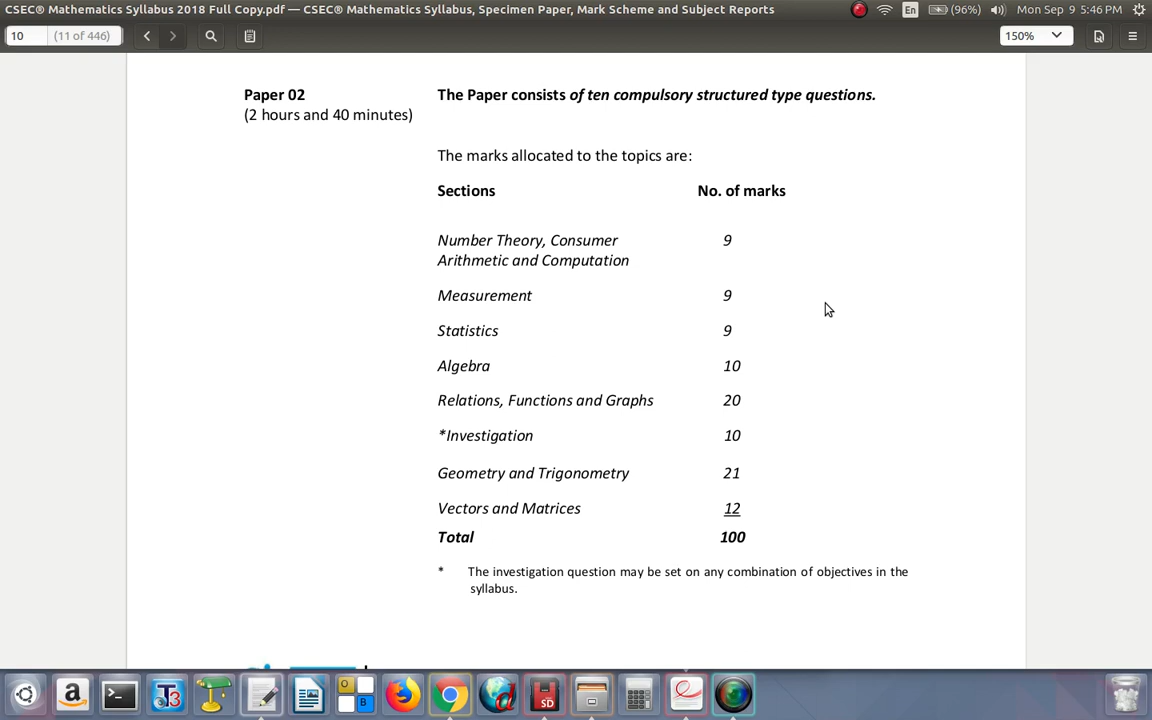 CSEC® Mathematics Syllabus 2018 Full Copy.pdf — CSEC® Mathematics Syllabus, Specimen Paper, Mark Scheme and Subject Reports
En (96%) Mon Sep 9 5:46 PM
10 (11 of 446) 150%
Paper 02 The Paper consists of ten compulsory structured type questions.
(2 hours and 40 minutes)
The marks allocated to the topics are:
Sections No. of marks
Number Theory, Consumer 9
Arithmetic and Computation
Measurement 9
Statistics 9
Algebra 10
Relations, Functions and Graphs 20
*Investigation 10
Geometry and Trigonometry 21
Vectors and Matrices 12
Total 100
* The investigation question may be set on any combination of objectives in the
syllabus.